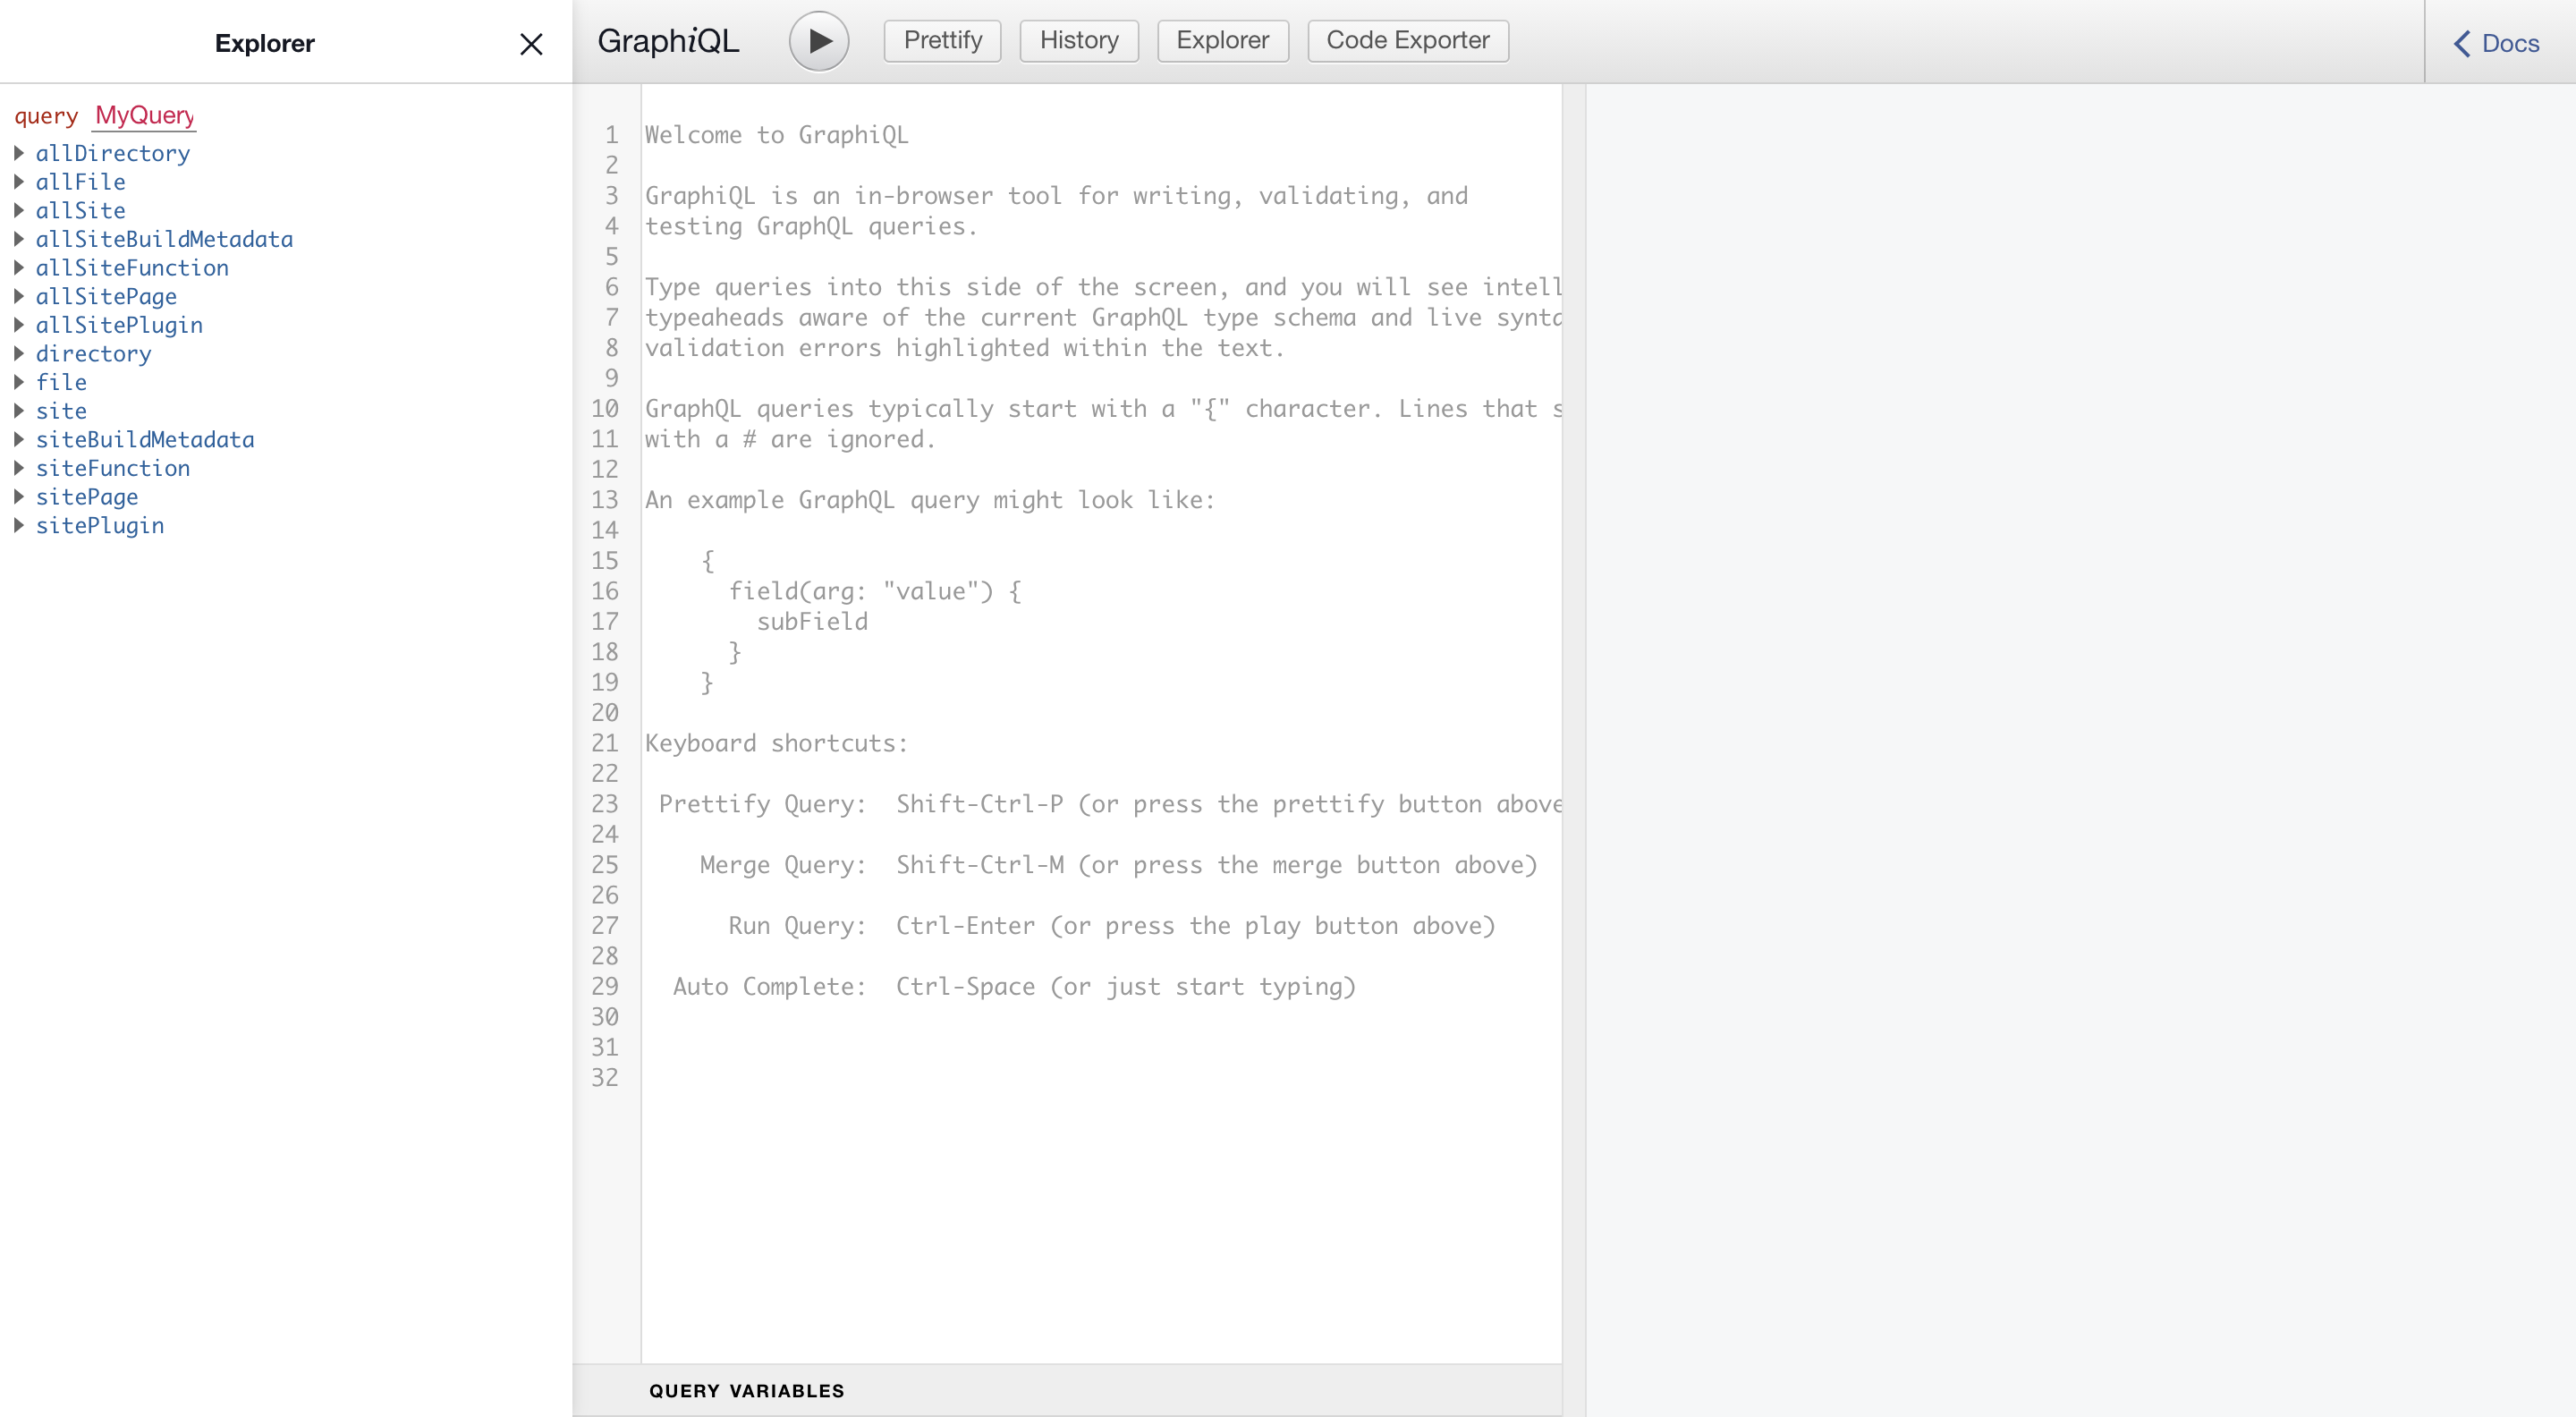 Explorer
query MyQuery
allDirectory
allFile
allSite
allSiteBuildMetadata
allSiteFunction
allSitePage
allSitePlugin
directory
file
site
siteBuildMetadata
siteFunction
sitePage
sitePlugin
GraphiQL Prettify History Explorer Code Exporter Docs
1 Welcome to GraphiQL
2
3 GraphiQL is an in-browser tool for writing, validating, and
4 testing GraphQL queries.
5
6 Type queries into this side of the screen, and you will see intell
7 typeaheads aware of the current GraphQL type schema and live synta
8 validation errors highlighted within the text.
9
10 GraphQL queries typically start with a "{" character. Lines that s
11 with a # are ignored.
12
13 An example GraphQL query might look like:
14
15     {
16       field(arg: "value") {
17         subField
18       }
19     }
20
21 Keyboard shortcuts:
22
23  Prettify Query:  Shift-Ctrl-P (or press the prettify button above
24
25     Merge Query:  Shift-Ctrl-M (or press the merge button above)
26
27       Run Query:  Ctrl-Enter (or press the play button above)
28
29   Auto Complete:  Ctrl-Space (or just start typing)
30
31
32
QUERY VARIABLES